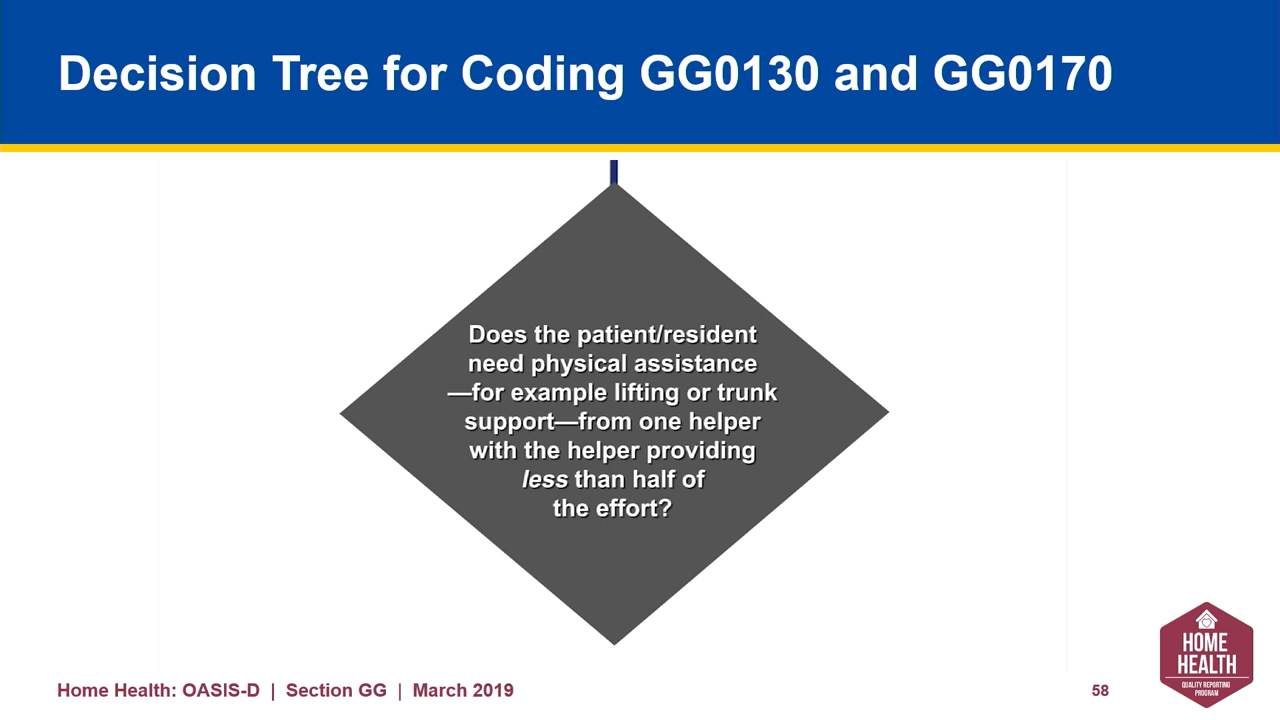 Decision Tree for Coding GG0130 and GG0170
Does the patient/resident
need physical assistance
—for example lifting or trunk
support—from one helper
with the helper providing
less than half of
the effort?
Home Health: OASIS-D | Section GG | March 2019
58
HOME
HEALTH
QUALITY REPORTING
PROGRAM